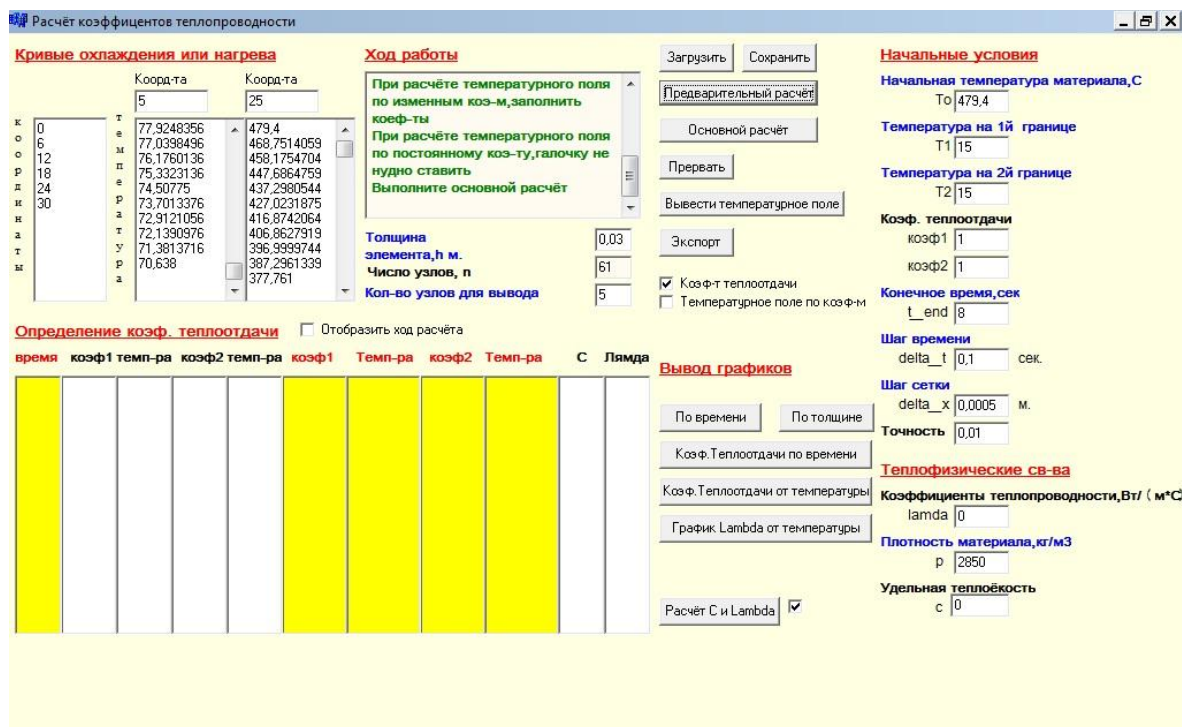 Расчёт коэффицентов теплопроводности
Кривые охлаждения или нагрева
Коорд-та
Коорд-та
5
25
координаты
0
6
12
18
24
30
температура
77,9248356
77,0398496
76,1760136
75,3323136
74,50775
73,7013376
72,9121056
72,1390976
71,3813716
70,638
479,4
468,7514059
458,1754704
447,6864759
437,2980544
427,0231875
416,8742064
406,8627919
396,9999744
387,2961339
377,761
Ход работы
При расчёте температурного поля
по изменным коэ-м,заполнить
коеф-ты
При расчёте температурного поля
по постоянному коэ-ту,галочку не
нудно ставить
Выполните основной расчёт
Толщина
элемента,h м.
0,03
Число узлов, n
61
Кол-во узлов для вывода
5
Загрузить
Сохранить
Предварительный расчёт
Основной расчёт
Прервать
Вывести температурное поле
Экспорт
Коэф-т теплоотдачи
Температурное поле по коэф-м
Определение коэф. теплоотдачи
Отобразить ход расчёта
время коэф1 темп-ра коэф2 темп-ра коэф1 Темп-ра коэф2 Темп-ра С Лямда
Вывод графиков
По времени
По толщине
Коэф.Теплоотдачи по времени
Коэф.Теплоотдачи от температуры
График Lambda от температуры
Расчёт С и Lambda
Начальные условия
Начальная температура материала,С
To 479,4
Температура на 1й границе
T1 15
Температура на 2й границе
T2 15
Коэф. теплоотдачи
коэф1 1
коэф2 1
Конечное время,сек
t_end 8
Шаг времени
delta_t 0,1 сек.
Шаг сетки
delta_x 0,0005 м.
Точность 0,01
Теплофизические св-ва
Коэффициенты теплопроводности,Вт/ ( м*С)
lamda 0
Плотность материала,кг/м3
p 2850
Удельная теплоёкость
c 0